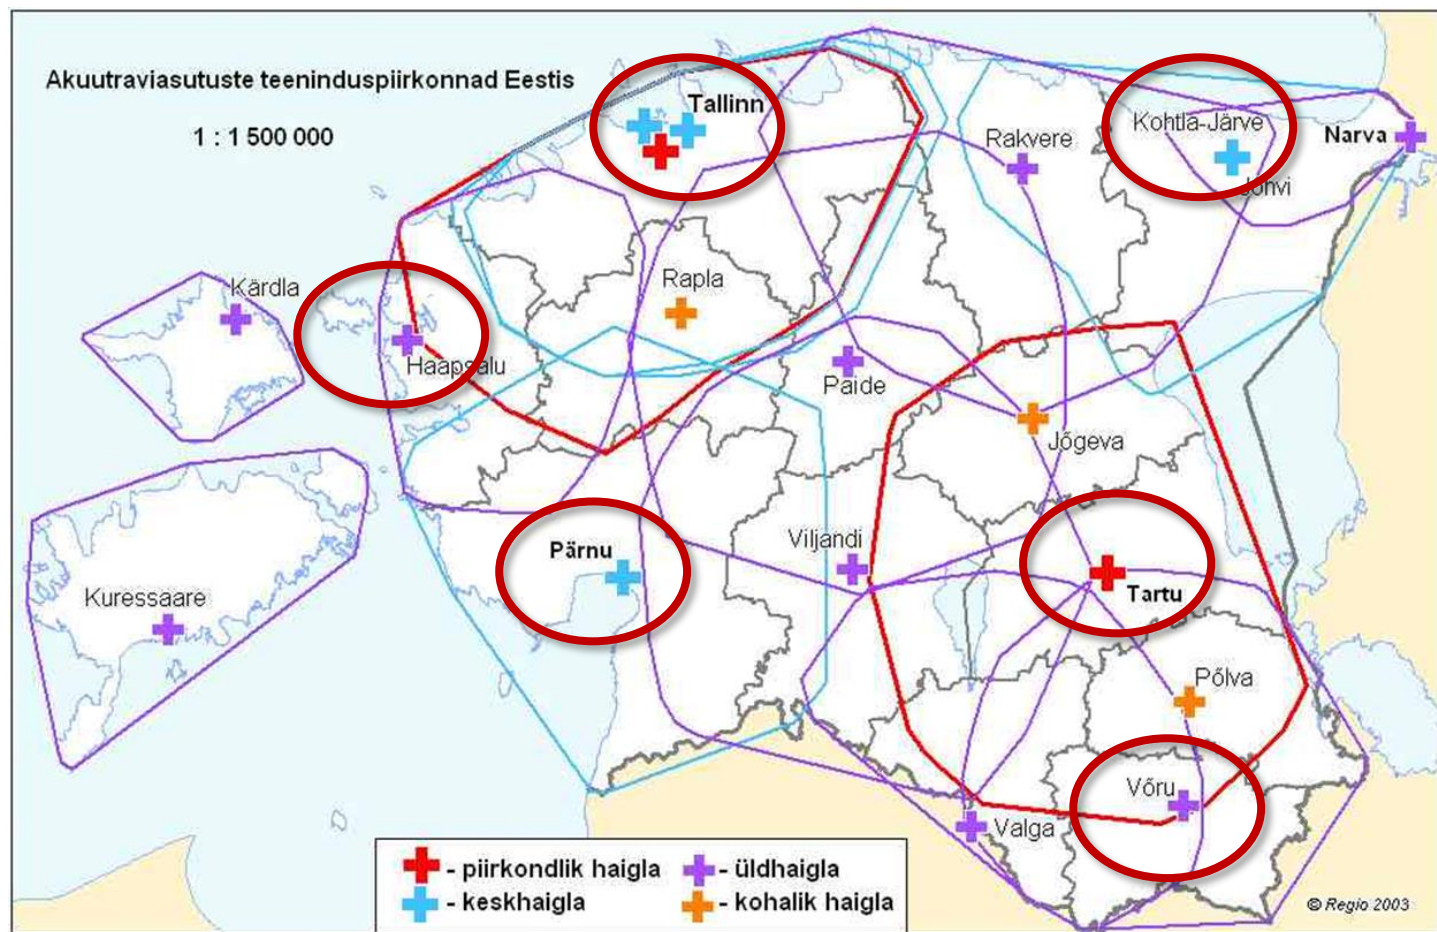 Akuutraviasutuste teeninduspiirkonnad Eestis
1 : 1 500 000
Tallinn
Rakvere
Kohtla-Järve
Narva
Jõhvi
Kärdla
Rapla
Haapsalu
Paide
Jõgeva
Pärnu
Viljandi
Tartu
Kuressaare
Põlva
Võru
Valga
- piirkondlik haigla
- üldhaigla
- keskhaigla
- kohalik haigla
© Regio 2003